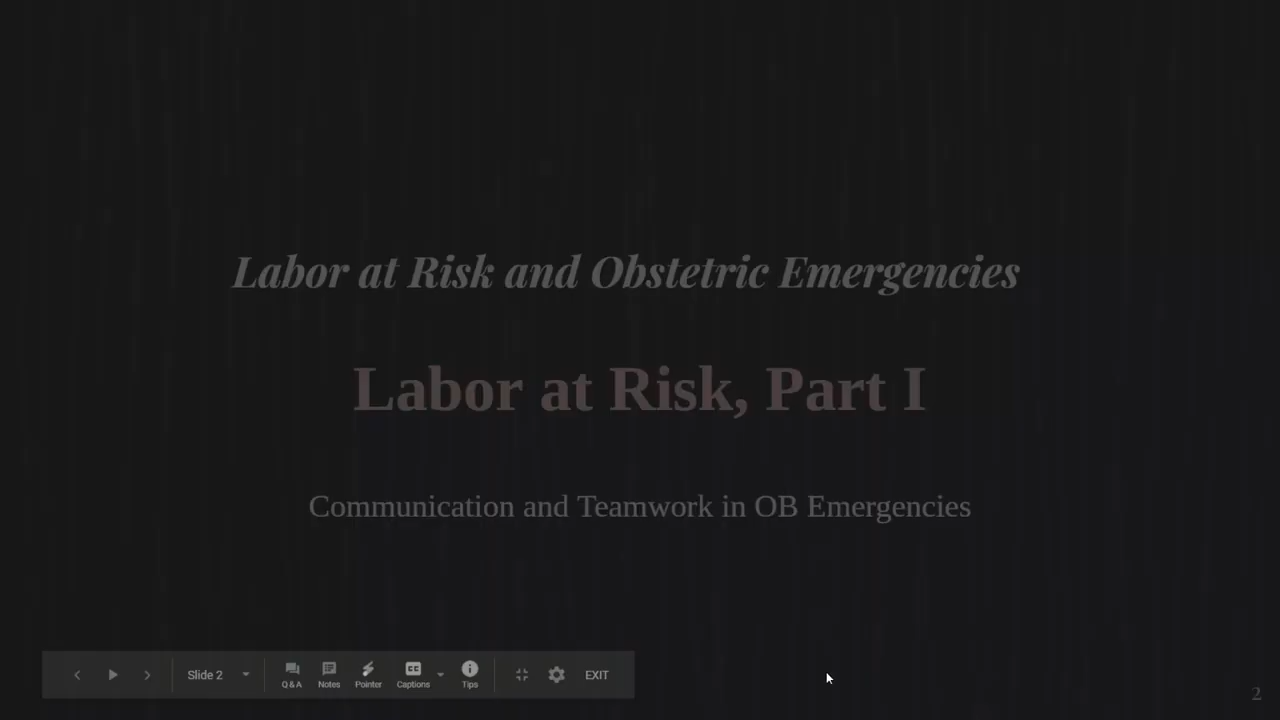 Labor at Risk and Obstetric Emergencies
Labor at Risk, Part I
Communication and Teamwork in OB Emergencies
Slide 2
Q & A
Notes
Pointer
Captions
Tips
EXIT
2